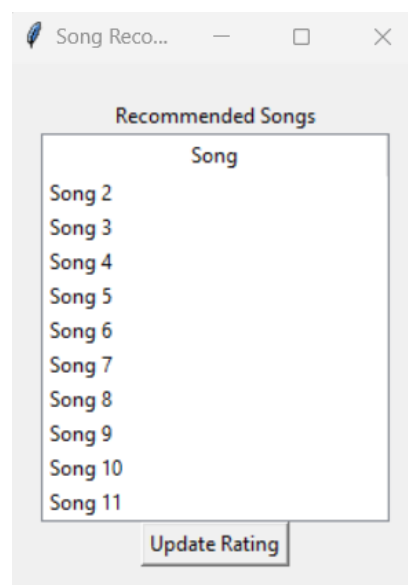 Song Reco...
Recommended Songs
Song
Song 2
Song 3
Song 4
Song 5
Song 6
Song 7
Song 8
Song 9
Song 10
Song 11
Update Rating